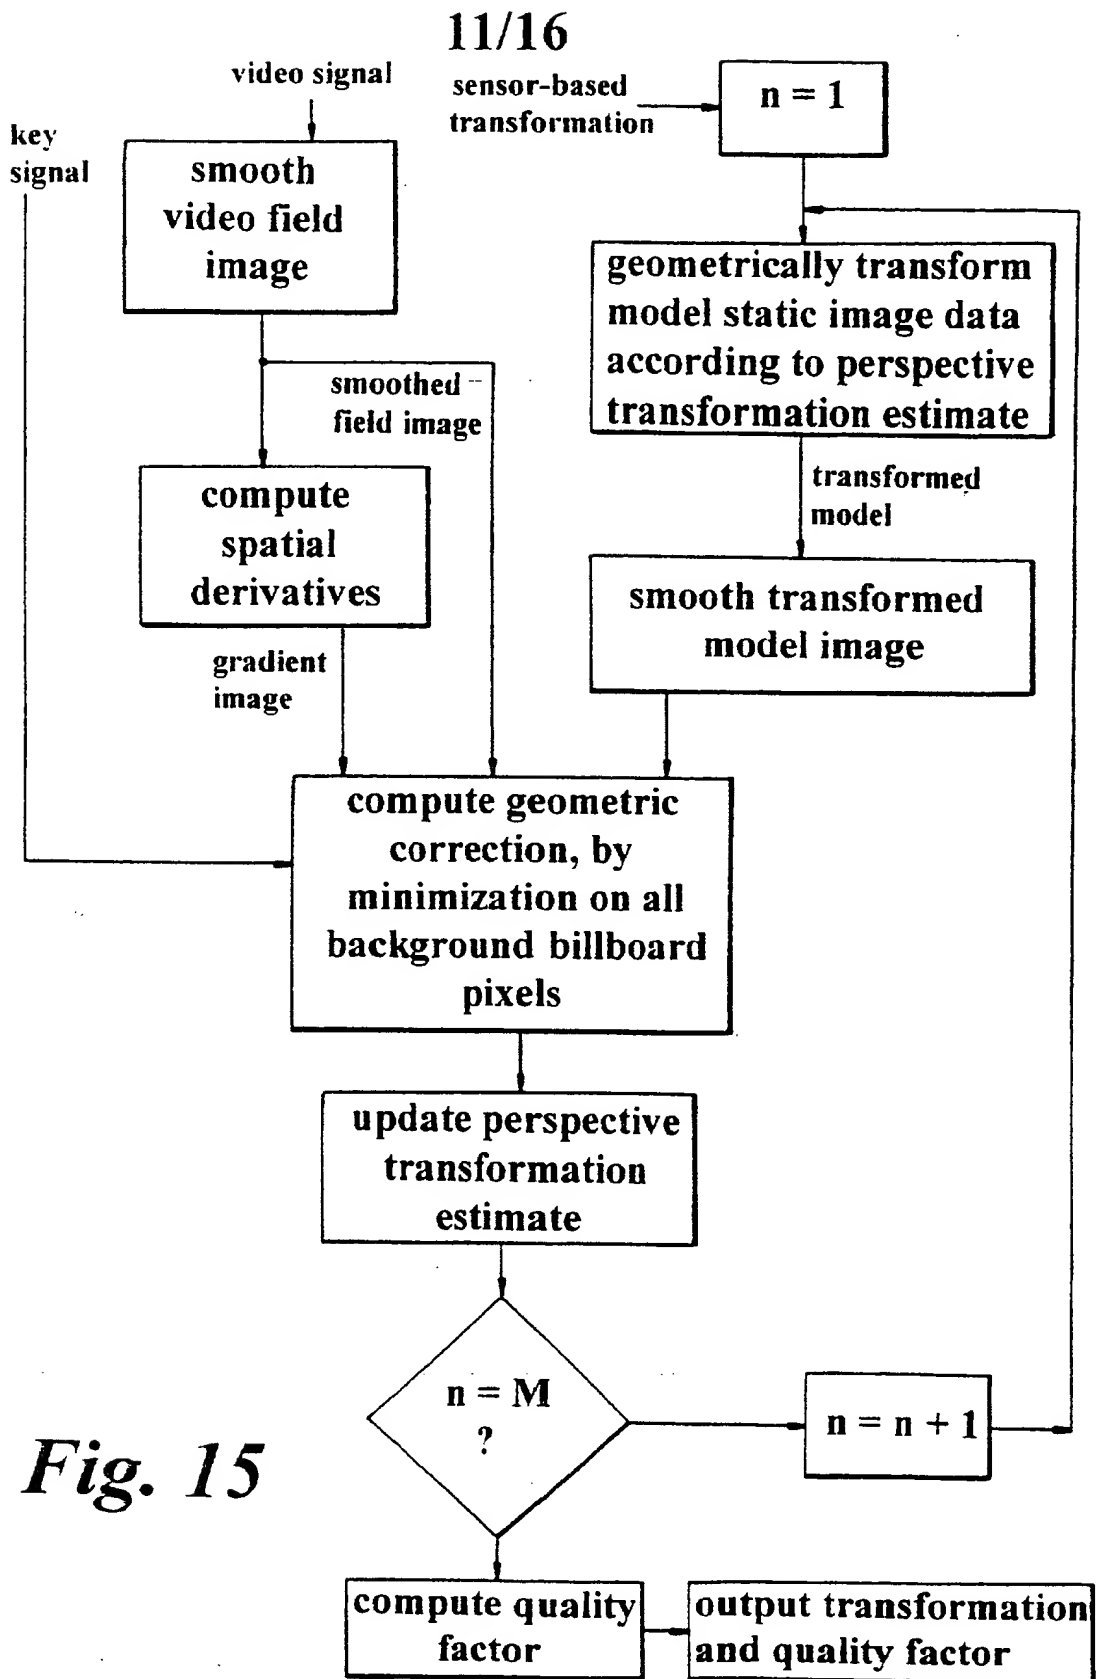 11/16
video signal
key
signal
smooth
video field
image
smoothed
field image
compute
spatial
derivatives
gradient
image
sensor-based
transformation
n = 1
geometrically transform
model static image data
according to perspective
transformation estimate
transformed
model
smooth transformed
model image
compute geometric
correction, by
minimization on all
background billboard
pixels
update perspective
transformation
estimate
n = M
?
n = n + 1
compute quality
factor
output transformation
and quality factor
Fig. 15